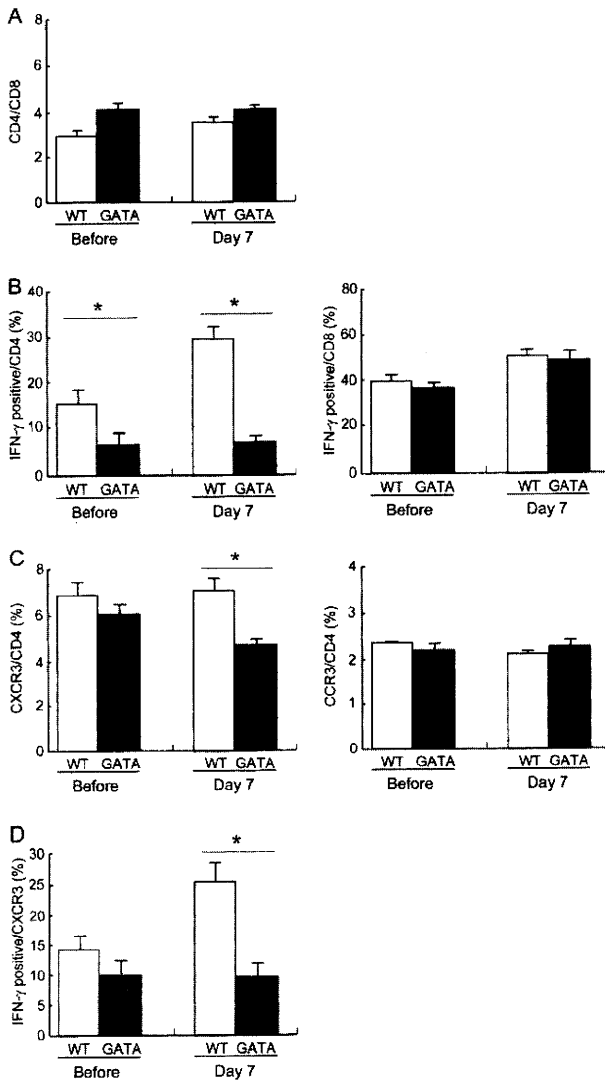 A
CD4/CD8
8
6
4
2
0
WT GATA WT GATA
Before Day 7
B
IFN-γ positive/CD4 (%)
40
30
20
10
0
* *
WT GATA WT GATA
Before Day 7
IFN-γ positive/CD8 (%)
80
60
40
20
0
WT GATA WT GATA
Before Day 7
C
CXCR3/CD4 (%)
8
6
4
2
0
*
WT GATA WT GATA
Before Day 7
CCR3/CD4 (%)
4
3
2
1
0
WT GATA WT GATA
Before Day 7
D
IFN-γ positive/CXCR3 (%)
30
25
20
15
10
5
0
*
WT GATA WT GATA
Before Day 7